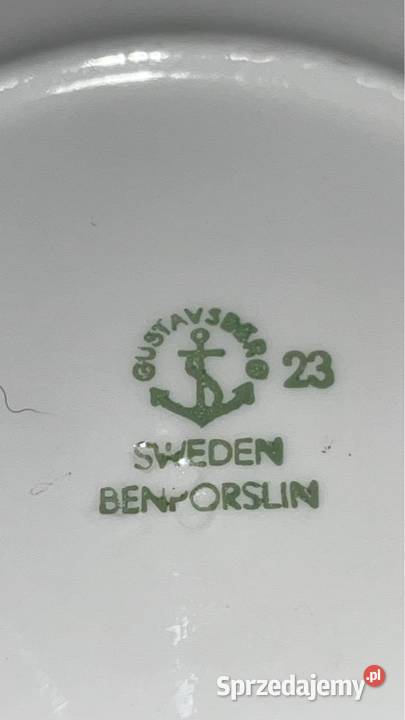 GUSTAVSBERG
23
SWEDEN
BENPORSLIN
Sprzedajemy.pl